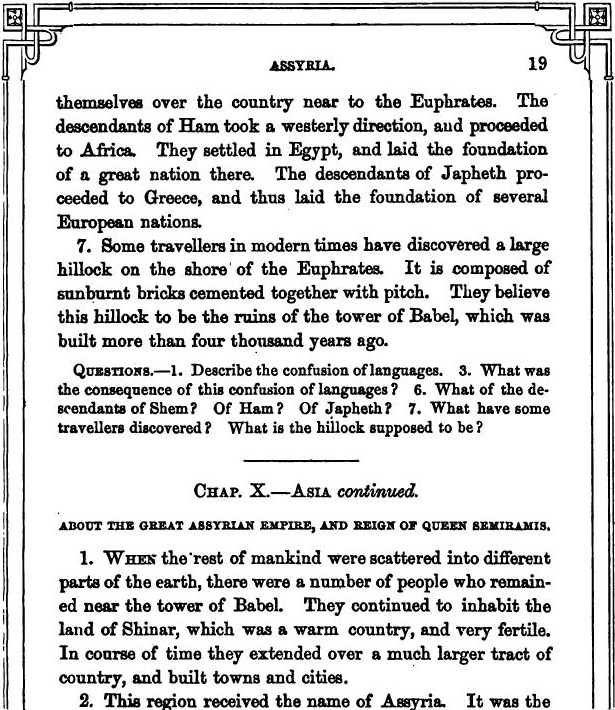 ASSYRIA. 19
themselves over the country near to the Euphrates. The
descendants of Ham took a westerly direction, and proceeded
to Africa. They settled in Egypt, and laid the foundation
of a great nation there. The descendants of Japheth pro-
ceeded to Greece, and thus laid the foundation of several
European nations.
7. Some travellers in modern times have discovered a large
hillock on the shore of the Euphrates. It is composed of
sunburnt bricks cemented together with pitch. They believe
this hillock to be the ruins of the tower of Babel, which was
built more than four thousand years ago.
QUESTIONS.—1. Describe the confusion of languages. 3. What was
the consequence of this confusion of languages? 6. What of the de-
scendants of Shem? Of Ham? Of Japheth? 7. What have some
travellers discovered? What is the hillock supposed to be?
CHAP. X.—ASIA continued.
ABOUT THE GREAT ASSYRIAN EMPIRE, AND REIGN OF QUEEN SEMIRAMIS.
1. WHEN the rest of mankind were scattered into different
parts of the earth, there were a number of people who remain-
ed near the tower of Babel. They continued to inhabit the
land of Shinar, which was a warm country, and very fertile.
In course of time they extended over a much larger tract of
country, and built towns and cities.
2. This region received the name of Assyria. It was the